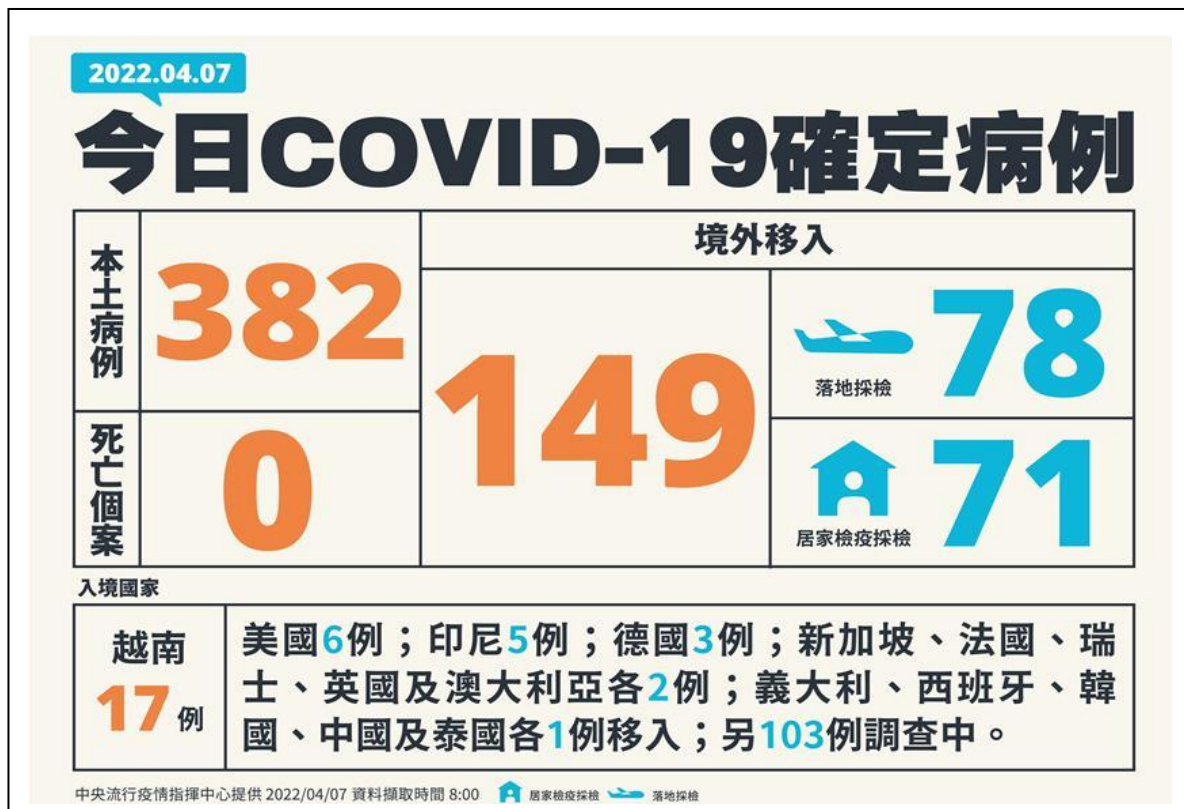 2022.04.07
今日COVID-19確定病例
本土病例
382
死亡個案
0
境外移入
149
落地採檢
78
居家檢疫採檢
71
入境國家
越南
17例
美國6例；印尼5例；德國3例；新加坡、法國、瑞
士、英國及澳大利亞各2例；義大利、西班牙、韓
國、中國及泰國各1例移入；另103例調查中。
中央流行疫情指揮中心提供 2022/04/07 資料擷取時間 8:00 居家檢疫採檢 落地採檢